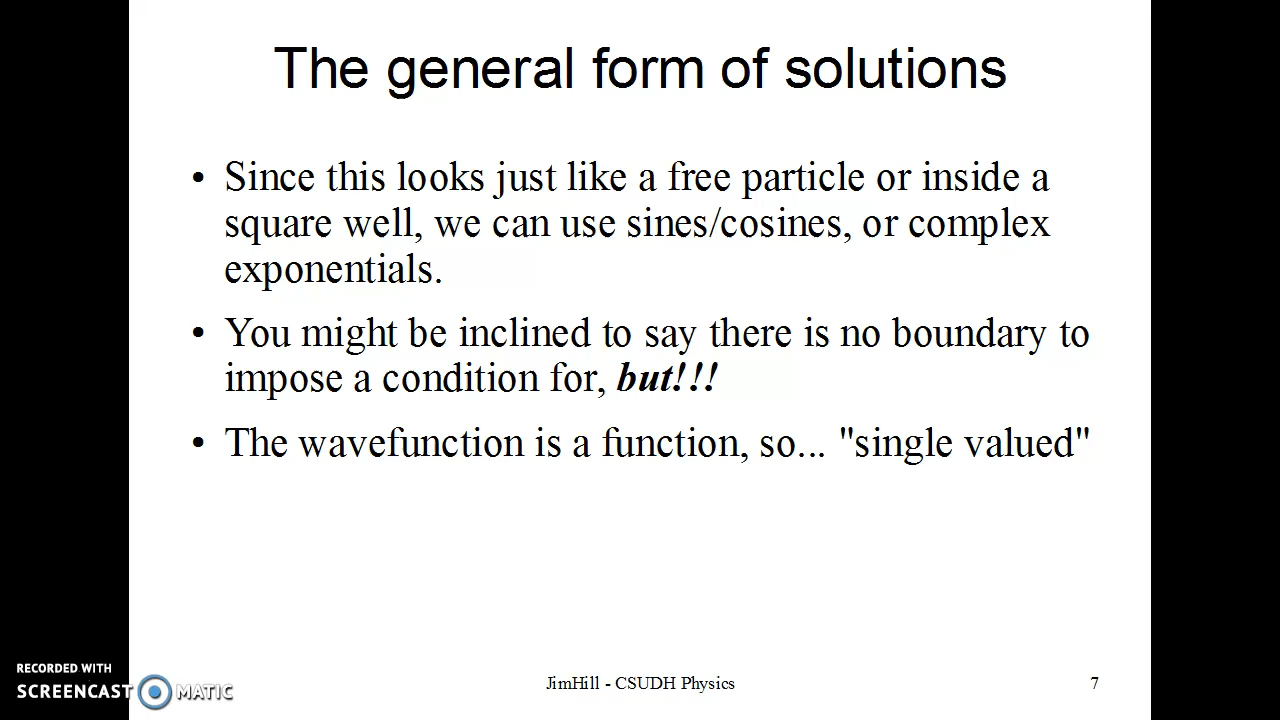 The general form of solutions
• Since this looks just like a free particle or inside a
square well, we can use sines/cosines, or complex
exponentials.
• You might be inclined to say there is no boundary to
impose a condition for, but!!!
• The wavefunction is a function, so... "single valued"
RECORDED WITH
SCREENCAST MATIC
JimHill - CSUDH Physics
7